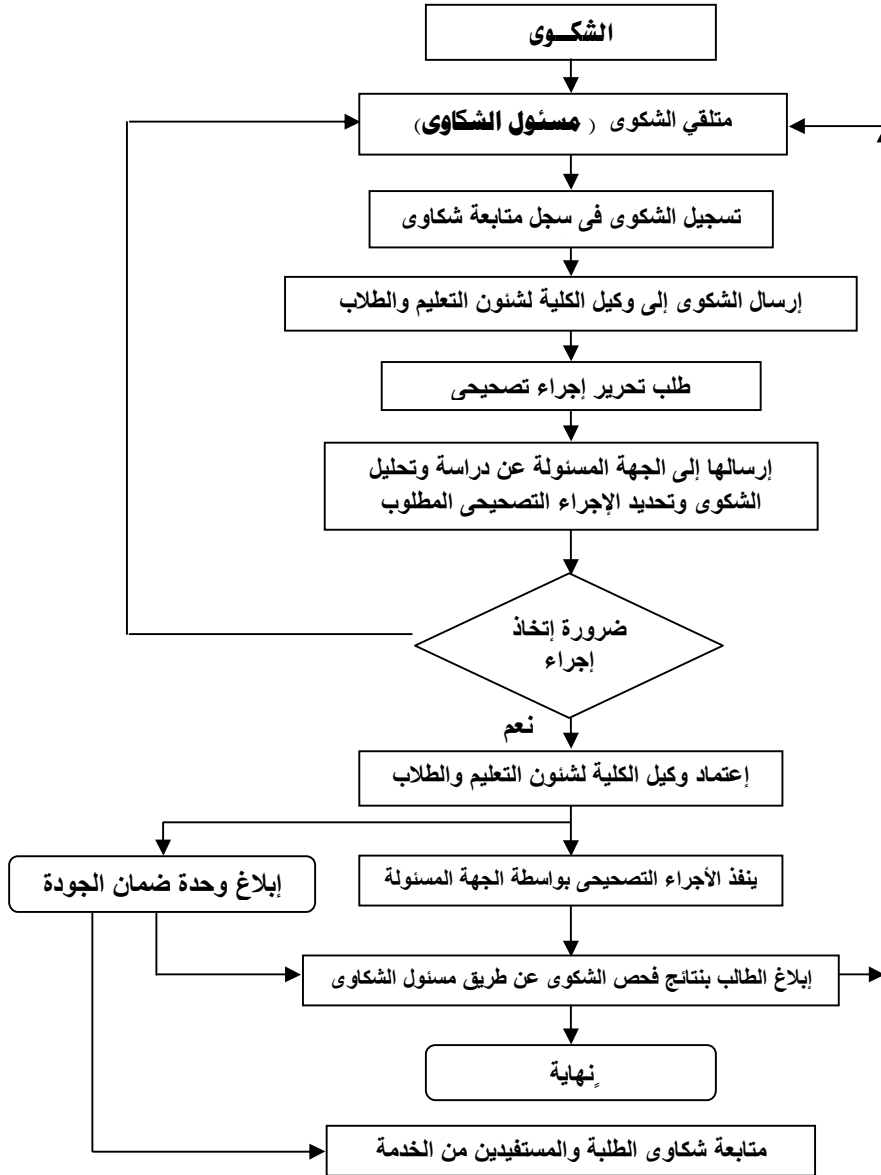 الشكـــوى
متلقي الشكوى ( مسئول الشكاوى)
تسجيل الشكوى فى سجل متابعة شكاوى
إرسال الشكوى إلى وكيل الكلية لشئون التعليم والطلاب
طلب تحرير إجراء تصحيحى
إرسالها إلى الجهة المسئولة عن دراسة وتحليل
الشكوى وتحديد الإجراء التصحيحى المطلوب
ضرورة إتخاذ
إجراء
نعم
إعتماد وكيل الكلية لشئون التعليم والطلاب
ينفذ الأجراء التصحيحى بواسطة الجهة المسئولة
إبلاغ وحدة ضمان الجودة
إبلاغ الطالب بنتائج فحص الشكوى عن طريق مسئول الشكاوى
ٍنهاية
متابعة شكاوى الطلبة والمستفيدين من الخدمة